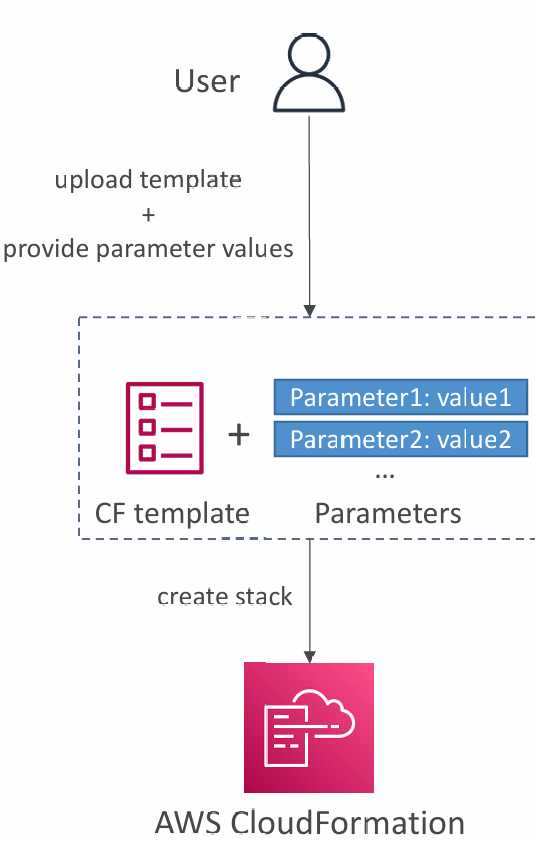 User
upload template
+
provide parameter values
+
Parameter1: value1
Parameter2: value2
...
CF template
Parameters
create stack
AWS CloudFormation